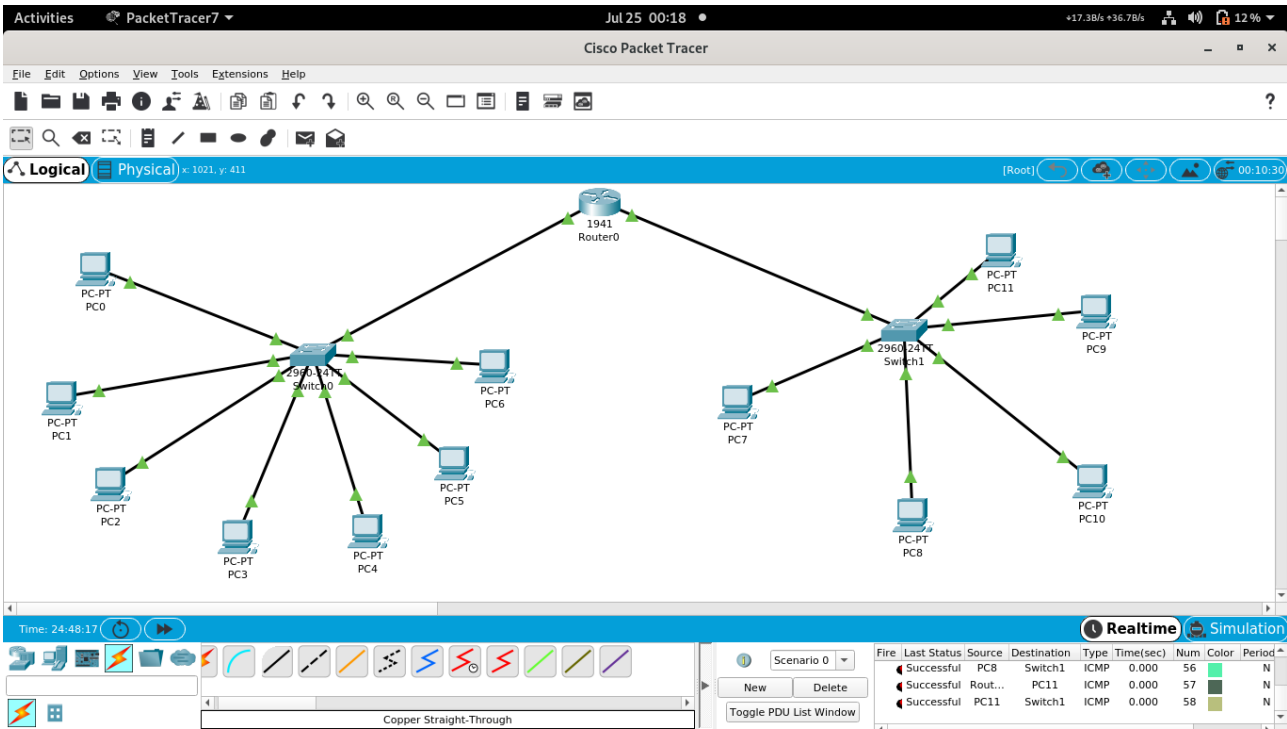 Activities PacketTracer7 Jul 25 00:18 +17.3B/s +36.7B/s 12 %
Cisco Packet Tracer
File Edit Options View Tools Extensions Help
?
Logical Physical x: 1021, y: 411 [Root] 00:10:30
1941
Router0
PC-PT
PC0
PC-PT
PC11
2960-24TT
Switch0
2960-24TT
Switch1
PC-PT
PC9
PC-PT
PC6
PC-PT
PC1
PC-PT
PC7
PC-PT
PC5
PC-PT
PC2
PC-PT
PC10
PC-PT
PC3
PC-PT
PC4
PC-PT
PC8
Time: 24:48:17 Realtime Simulation
Scenario 0
New Delete
Toggle PDU List Window
Copper Straight-Through
Fire Last Status Source Destination Type Time(sec) Num Color Period
Successful PC8 Switch1 ICMP 0.000 56 N
Successful Rout... PC11 ICMP 0.000 57 N
Successful PC11 Switch1 ICMP 0.000 58 N